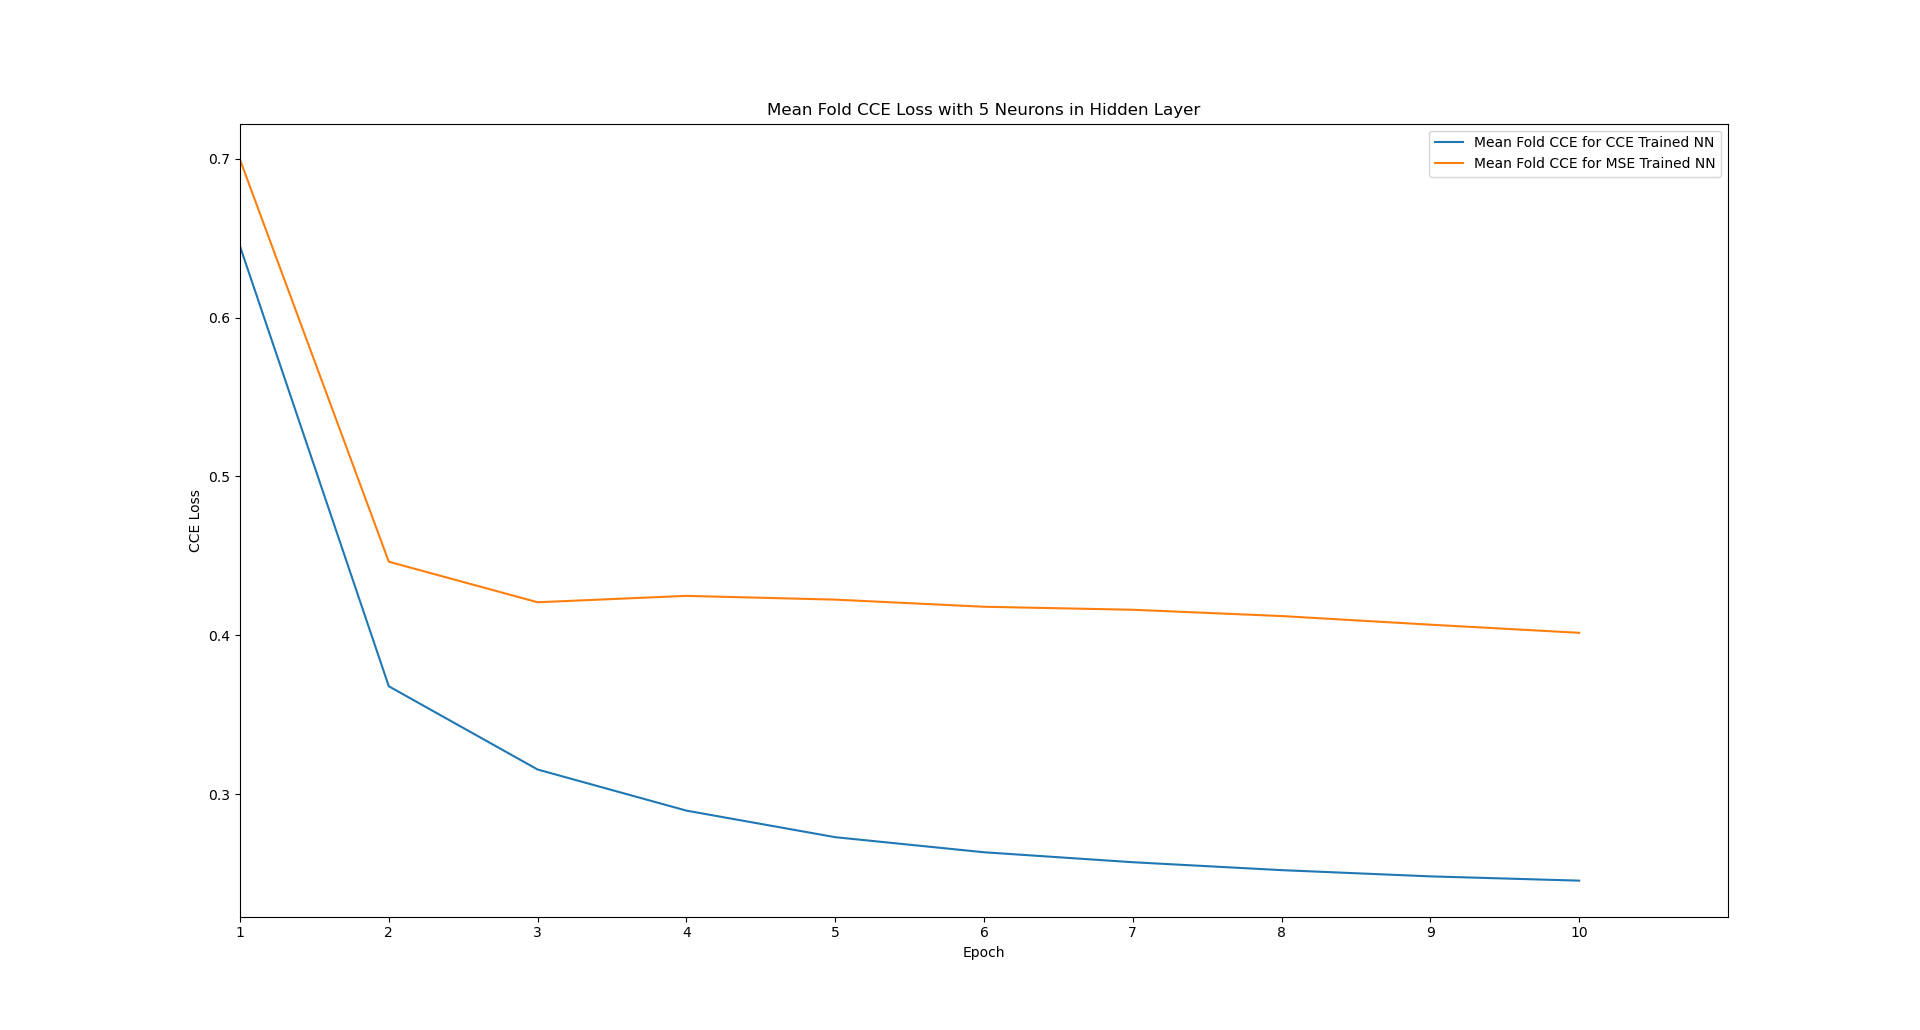 Mean Fold CCE Loss with 5 Neurons in Hidden Layer
Mean Fold CCE for CCE Trained NN
Mean Fold CCE for MSE Trained NN
0.7
0.6
0.5
0.4
0.3
CCE Loss
1 2 3 4 5 6 7 8 9 10
Epoch